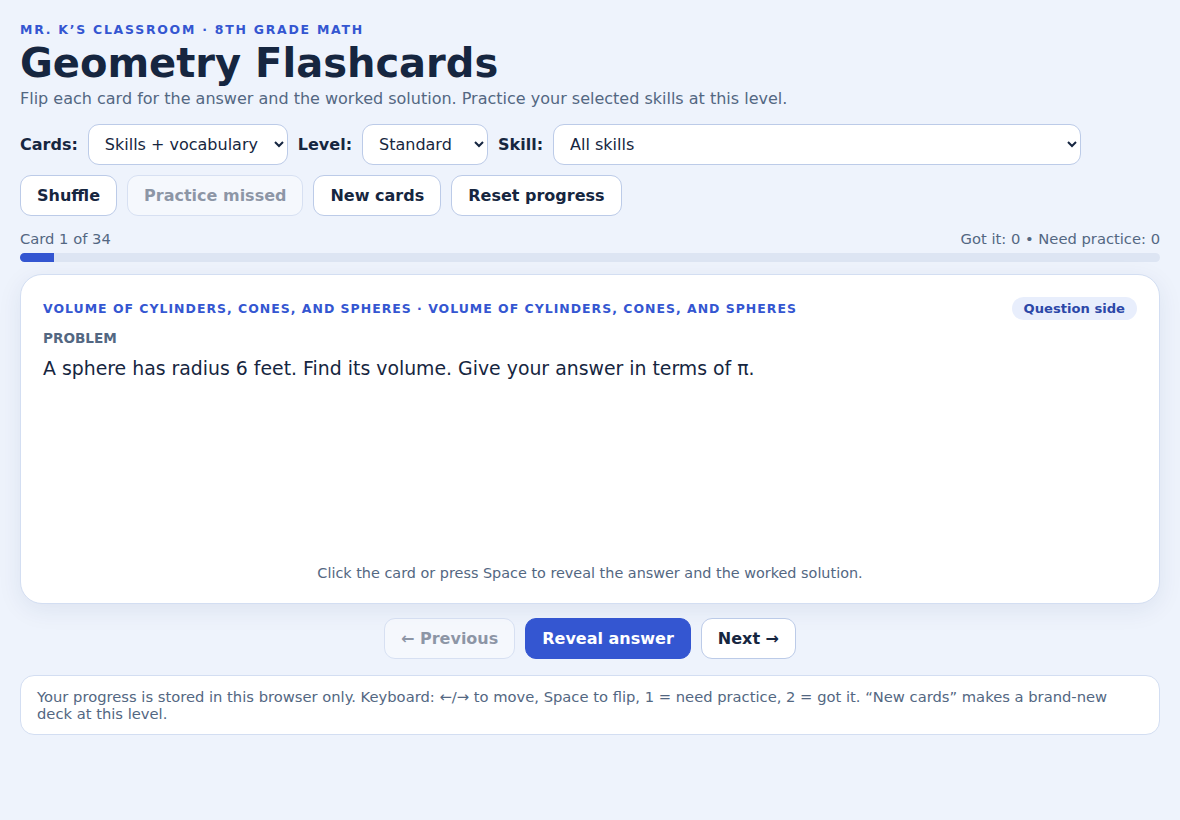 MR. K’S CLASSROOM · 8TH GRADE MATH
Geometry Flashcards
Flip each card for the answer and the worked solution. Practice your selected skills at this level.
Cards: Skills + vocabulary Level: Standard Skill: All skills
Shuffle Practice missed New cards Reset progress
Card 1 of 34 Got it: 0 • Need practice: 0
VOLUME OF CYLINDERS, CONES, AND SPHERES · VOLUME OF CYLINDERS, CONES, AND SPHERES Question side
PROBLEM
A sphere has radius 6 feet. Find its volume. Give your answer in terms of π.
Click the card or press Space to reveal the answer and the worked solution.
← Previous Reveal answer Next →
Your progress is stored in this browser only. Keyboard: ←/→ to move, Space to flip, 1 = need practice, 2 = got it. “New cards” makes a brand-new
deck at this level.